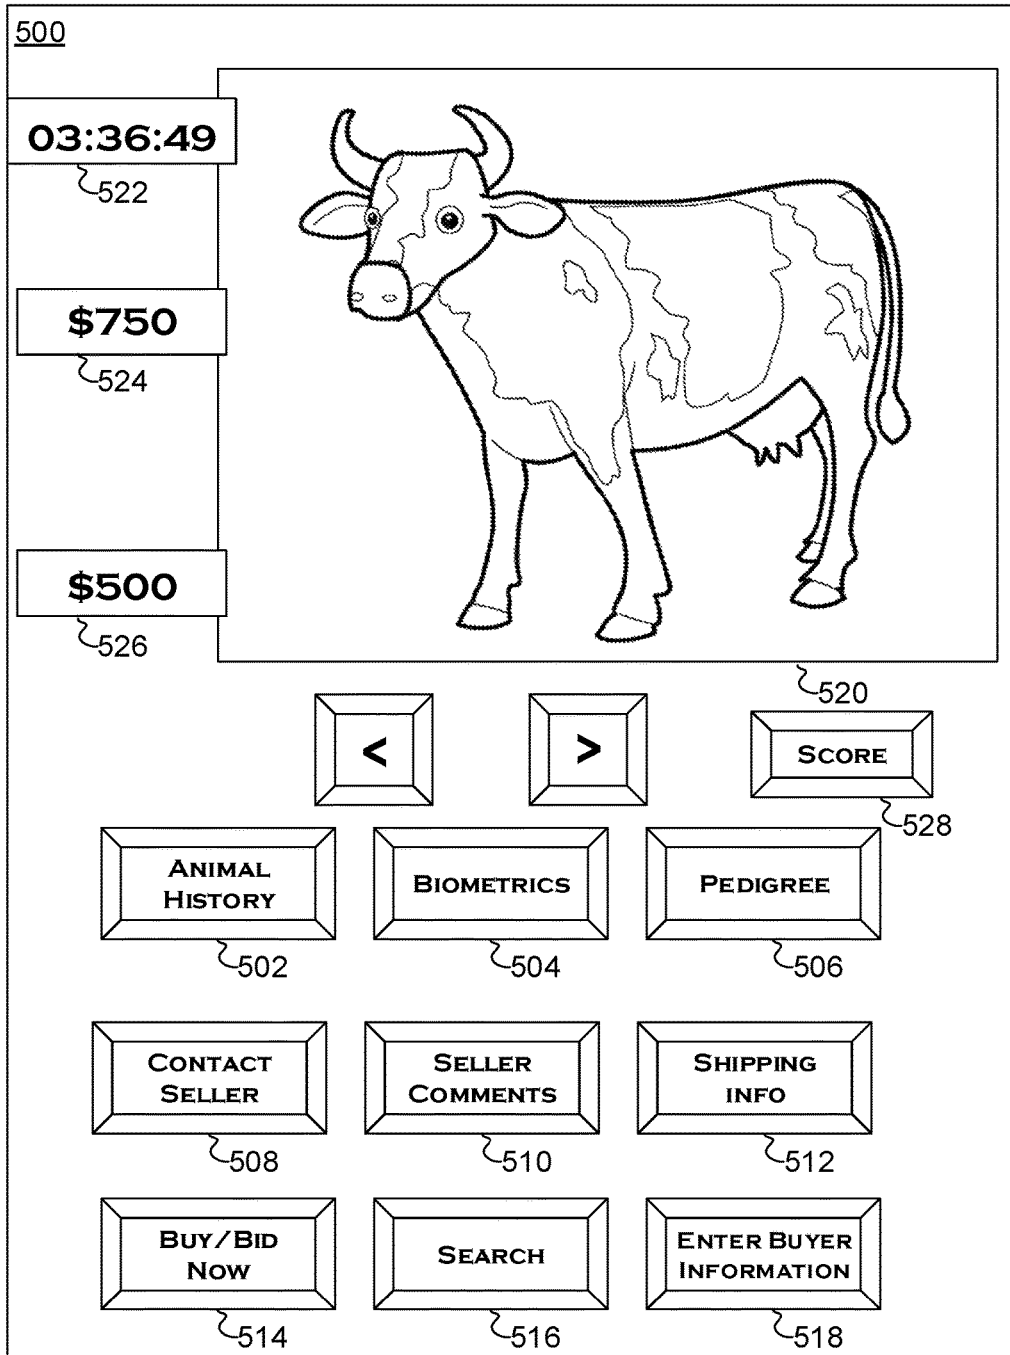 500
03:36:49
522
$750
524
$500
526
520
<
>
SCORE
528
ANIMAL
HISTORY
BIOMETRICS
PEDIGREE
502
504
506
CONTACT
SELLER
SELLER
COMMENTS
SHIPPING
INFO
508
510
512
BUY/BID
NOW
SEARCH
ENTER BUYER
INFORMATION
514
516
518